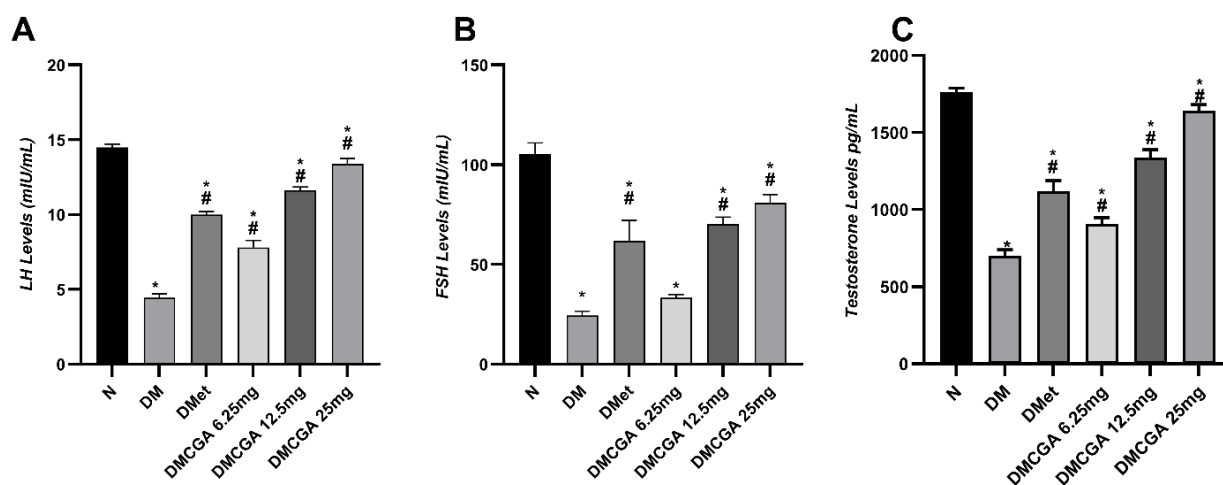 A
LH Levels (mIU/mL)
20
15
10
5
0
*
*
#
*
#
*
#
*
#
N
DM
DMet
DMCGA 6.25mg
DMCGA 12.5mg
DMCGA 25mg
B
FSH Levels (mIU/mL)
150
100
50
0
*
*
#
*
*
#
*
#
N
DM
DMet
DMCGA 6.25mg
DMCGA 12.5mg
DMCGA 25mg
C
Testosterone Levels pg/mL
2000
1500
1000
500
0
*
*
#
*
#
*
#
*
#
N
DM
DMet
DMCGA 6.25mg
DMCGA 12.5mg
DMCGA 25mg